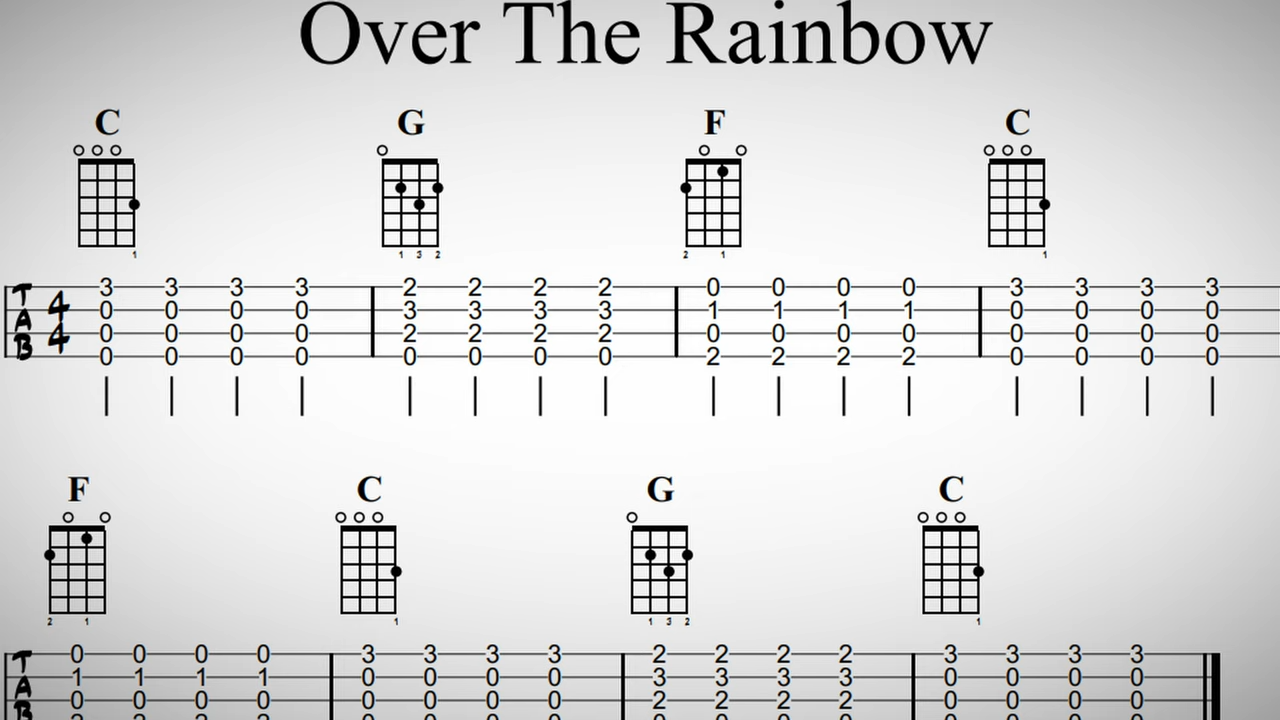 Over The Rainbow
C G F C
1 1 3 2 2 1 1
T 3 3 3 3 2 2 2 2 0 0 0 0 3 3 3 3
A 4 0 0 0 0 3 3 3 3 1 1 1 1 0 0 0 0
4 0 0 0 0 2 2 2 2 0 0 0 0 0 0 0 0
B 0 0 0 0 0 0 0 0 2 2 2 2 0 0 0 0
F C G C
2 1 1 1 3 2 1
T 0 0 0 0 3 3 3 3 2 2 2 2 3 3 3 3
A 1 1 1 1 0 0 0 0 3 3 3 3 0 0 0 0
B 0 0 0 0 0 0 0 0 2 2 2 2 0 0 0 0